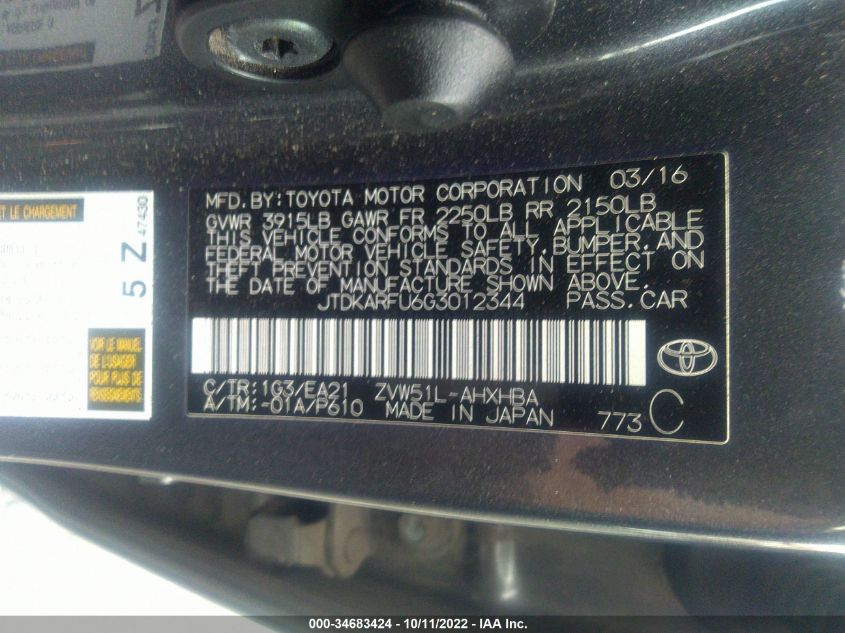 MFD. BY: TOYOTA MOTOR CORPORATION 03/16
GVWR 3915LB GAWR FR 2250LB RR 2150LB
THIS VEHICLE CONFORMS TO ALL APPLICABLE
FEDERAL MOTOR VEHICLE SAFETY, BUMPER, AND
THEFT PREVENTION STANDARDS IN EFFECT ON
THE DATE OF MANUFACTURE SHOWN ABOVE.
JTDKARFU6G3012344 PASS. CAR
C/TR: 1G3/EA21 ZVW51L-AHXHBA
A/TM: -01A/P610 MADE IN JAPAN 773 C
ET LE CHARGEMENT
5 Z 47430
VOIR LE MANUEL
DE L'USAGER
POUR PLUS DE
RENSEIGNEMENTS
000-34683424 - 10/11/2022 - IAA Inc.